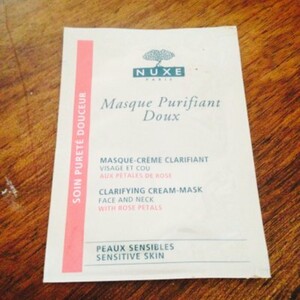 NUXE
PARIS
Masque Purifiant
Doux
SOIN PURETÉ DOUCEUR
MASQUE-CRÈME CLARIFIANT
VISAGE ET COU
AUX PÉTALES DE ROSE
CLARIFYING CREAM-MASK
FACE AND NECK
WITH ROSE PETALS
PEAUX SENSIBLES
SENSITIVE SKIN